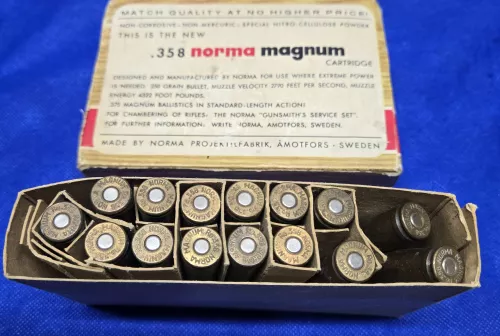 MATCH QUALITY AT NO HIGHER PRICE!
NON-CORROSIVE - NON-MERCURIC - SPECIAL NITRO-CELLULOSE POWDER
THIS IS THE NEW
.358 norma magnum
CARTRIDGE
DESIGNED AND MANUFACTURED BY NORMA FOR USE WHERE EXTREME POWER
IS NEEDED: 250 GRAIN BULLET, MUZZLE VELOCITY 2790 FEET PER SECOND, MUZZLE
ENERGY 4322 FOOT POUNDS.
.375 MAGNUM BALLISTICS IN STANDARD-LENGTH ACTION!
FOR CHAMBERING OF RIFLES: THE NORMA "GUNSMITH'S SERVICE SET".
FOR FURTHER INFORMATION: WRITE NORMA, ÅMOTFORS, SWEDEN.
MADE BY NORMA PROJEKTILFABRIK, ÅMOTFORS - SWEDEN